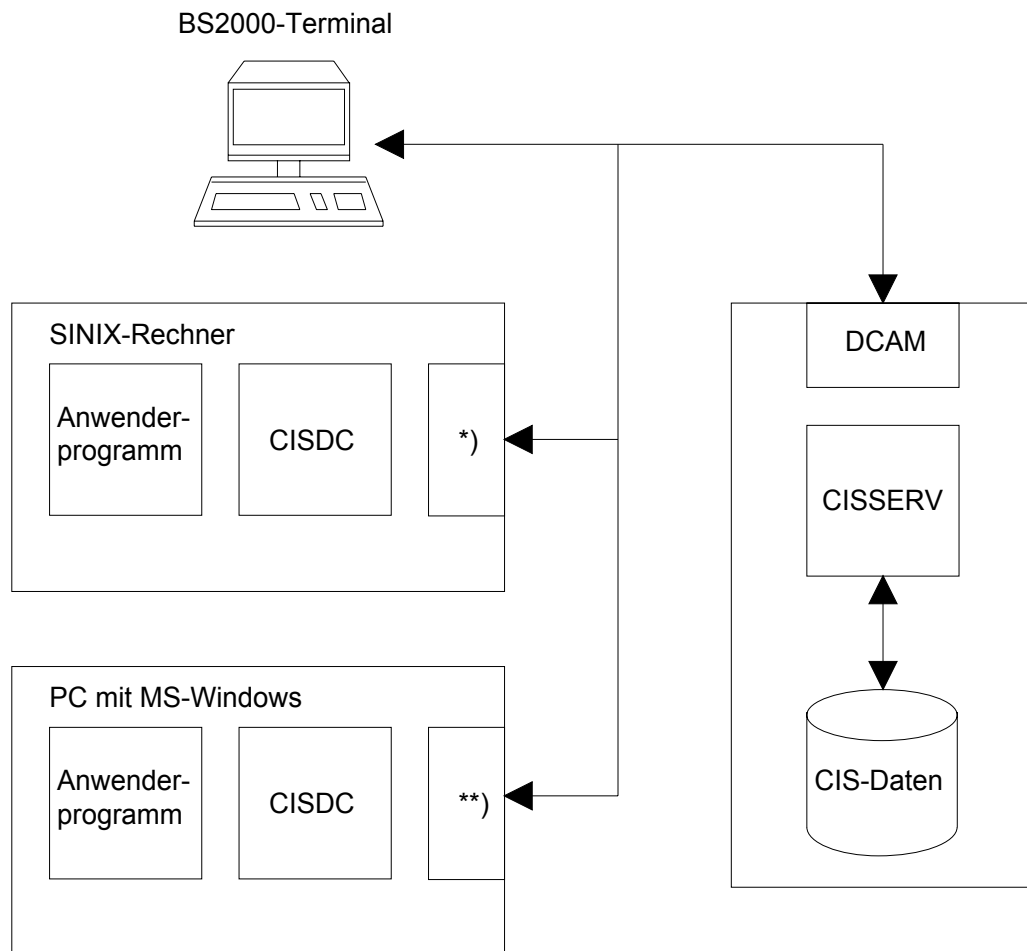 BS2000-Terminal
SINIX-Rechner
Anwender-
programm
CISDC
*)
DCAM
CISSERV
CIS-Daten
PC mit MS-Windows
Anwender-
programm
CISDC
**)